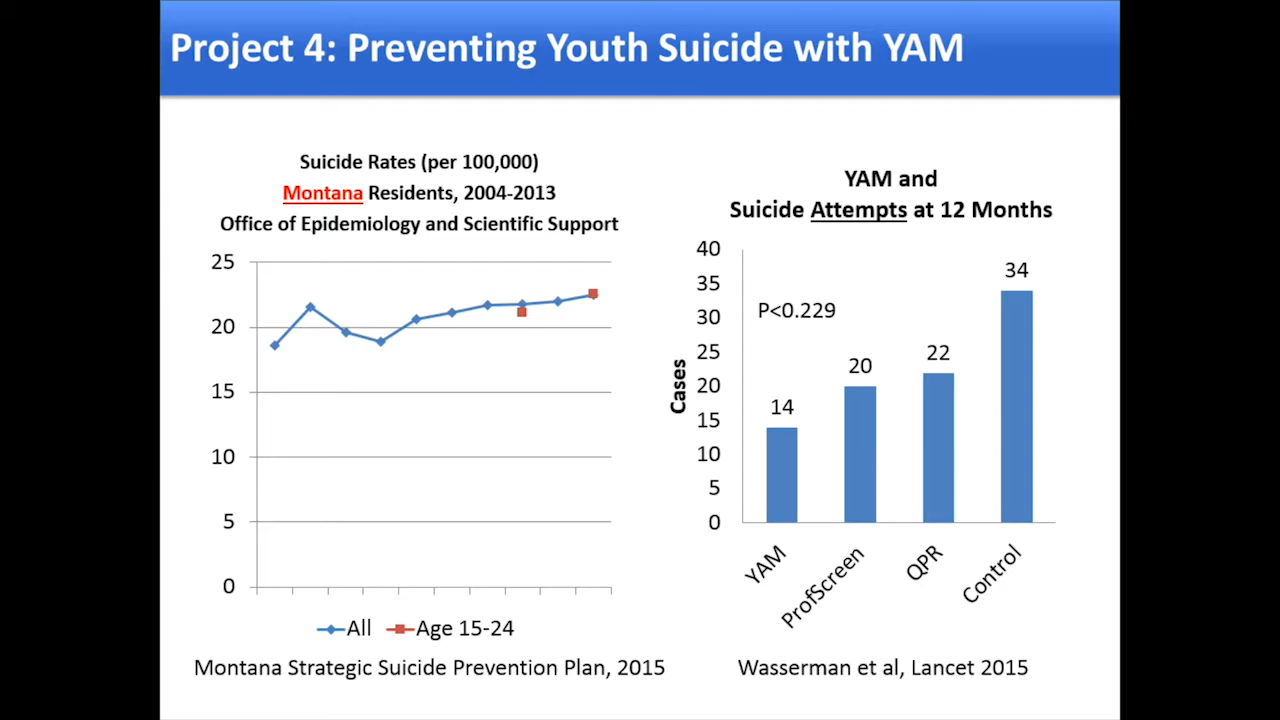 Project 4: Preventing Youth Suicide with YAM
Suicide Rates (per 100,000)
Montana Residents, 2004-2013
Office of Epidemiology and Scientific Support
25
20
15
10
5
0
All
Age 15-24
Montana Strategic Suicide Prevention Plan, 2015
YAM and
Suicide Attempts at 12 Months
40
35
30
25
20
15
10
5
0
Cases
P<0.229
14
20
22
34
YAM
ProfScreen
QPR
Control
Wasserman et al, Lancet 2015